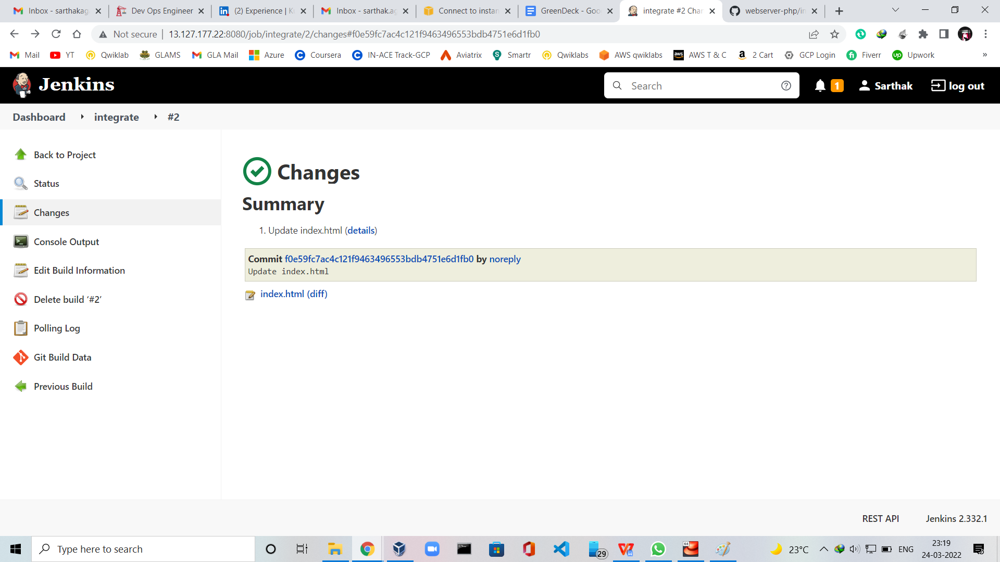 Inbox - sarthakag
Dev Ops Engineer
(2) Experience | K
Inbox - sarthak.ag
Connect to instan
GreenDeck - Goo
integrate #2 Chan
webserver-php/in
Not secure
13.127.177.22:8080/job/integrate/2/changes#f0e59fc7ac4c121f9463496553bdb4751e6d1fb0
Mail
YT
Qwiklab
GLAMS
GLA Mail
Azure
Coursera
IN-ACE Track-GCP
Aviatrix
Smartr
Qwiklabs
AWS qwiklabs
AWS T & C
2 Cart
GCP Login
Fiverr
Upwork
»
Jenkins
Search
1
Sarthak
log out
Dashboard
integrate
#2
Back to Project
Status
Changes
Console Output
Edit Build Information
Delete build ‘#2’
Polling Log
Git Build Data
Previous Build
Changes
Summary
1. Update index.html (details)
Commit f0e59fc7ac4c121f9463496553bdb4751e6d1fb0 by noreply
Update index.html
index.html (diff)
REST API
Jenkins 2.332.1
Type here to search
29
64
23°C
ENG
23:19
24-03-2022